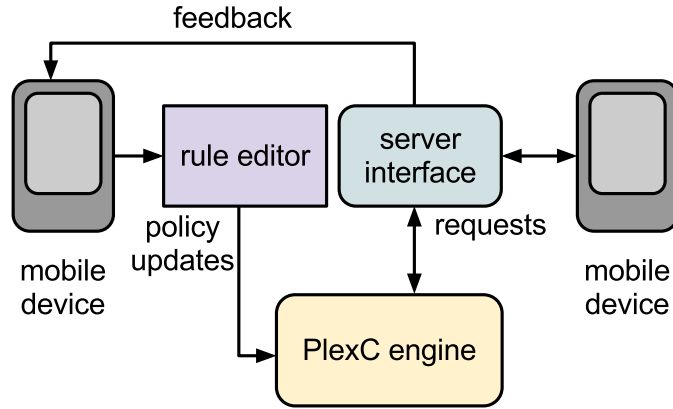 feedback
rule editor
server
interface
policy
updates
requests
mobile
device
mobile
device
PlexC engine